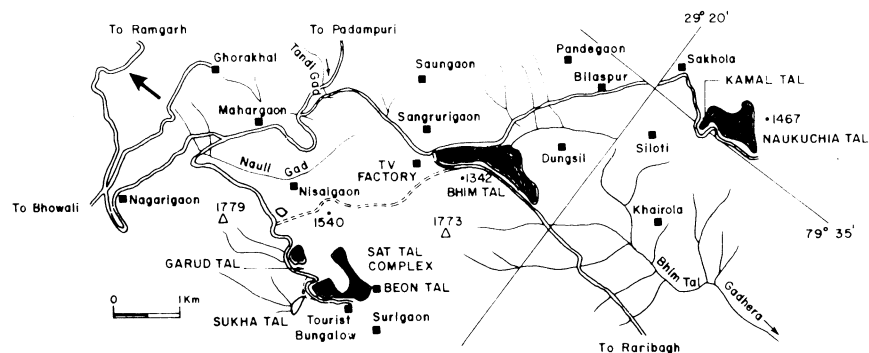 29° 20'
To Ramgarh
To Padampuri
Ghorakhal
Tandi Gad
Saungaon
Pandegaon
Bilaspur
Sakhola
KAMAL TAL
Mahargaon
Sangrurigaon
1467
NAUKUCHIA TAL
Nauli Gad
TV
FACTORY
Dungsil
Siloti
1342
BHIM TAL
Nisalgaon
To Bhowali
Nagarigaon
1779
1540
1773
Khairola
79° 35'
SAT TAL
COMPLEX
GARUD TAL
BEON TAL
Bhim Tal
Gadhera
0
1Km
SUKHA TAL
Tourist
Bungalow
Surigaon
To Raribagh